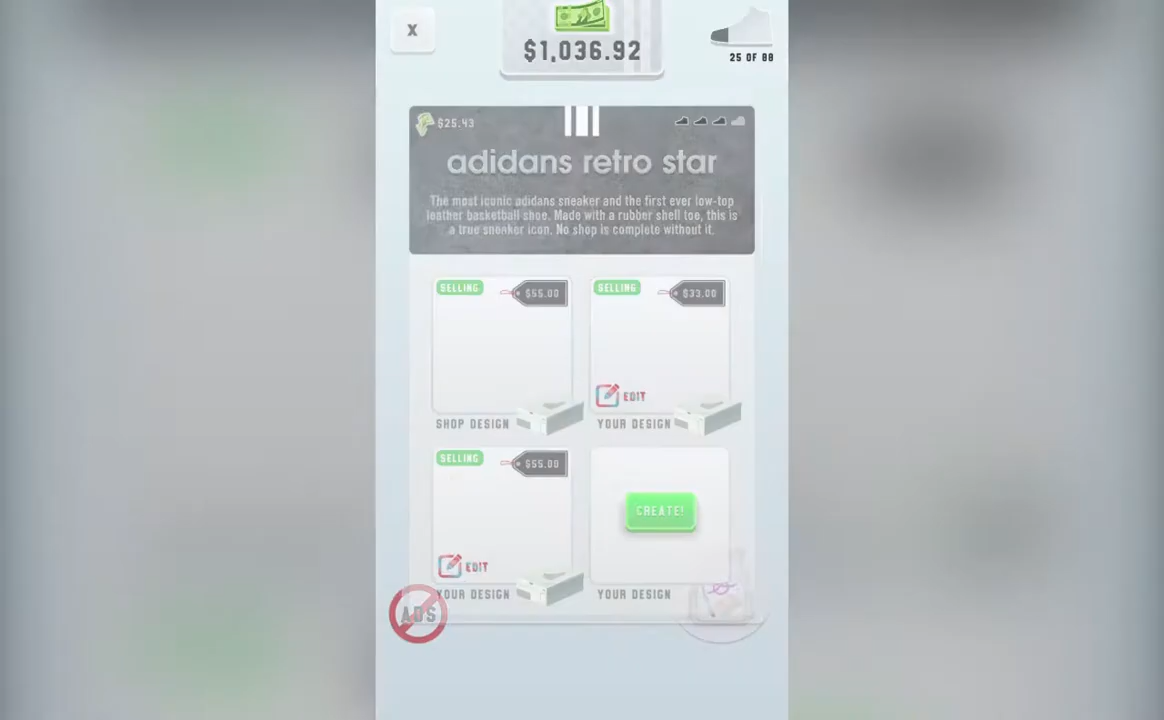 X
$1,036.92
25 OF 88
$25.43
adidans retro star
The most iconic adidans sneaker and the first ever low-top
leather basketball shoe. Made with a rubber shell toe, this is
a true sneaker icon. No shop is complete without it.
SELLING $55.00
SELLING $33.00
EDIT
SHOP DESIGN
YOUR DESIGN
SELLING $55.00
CREATE!
EDIT
YOUR DESIGN
YOUR DESIGN
ADS